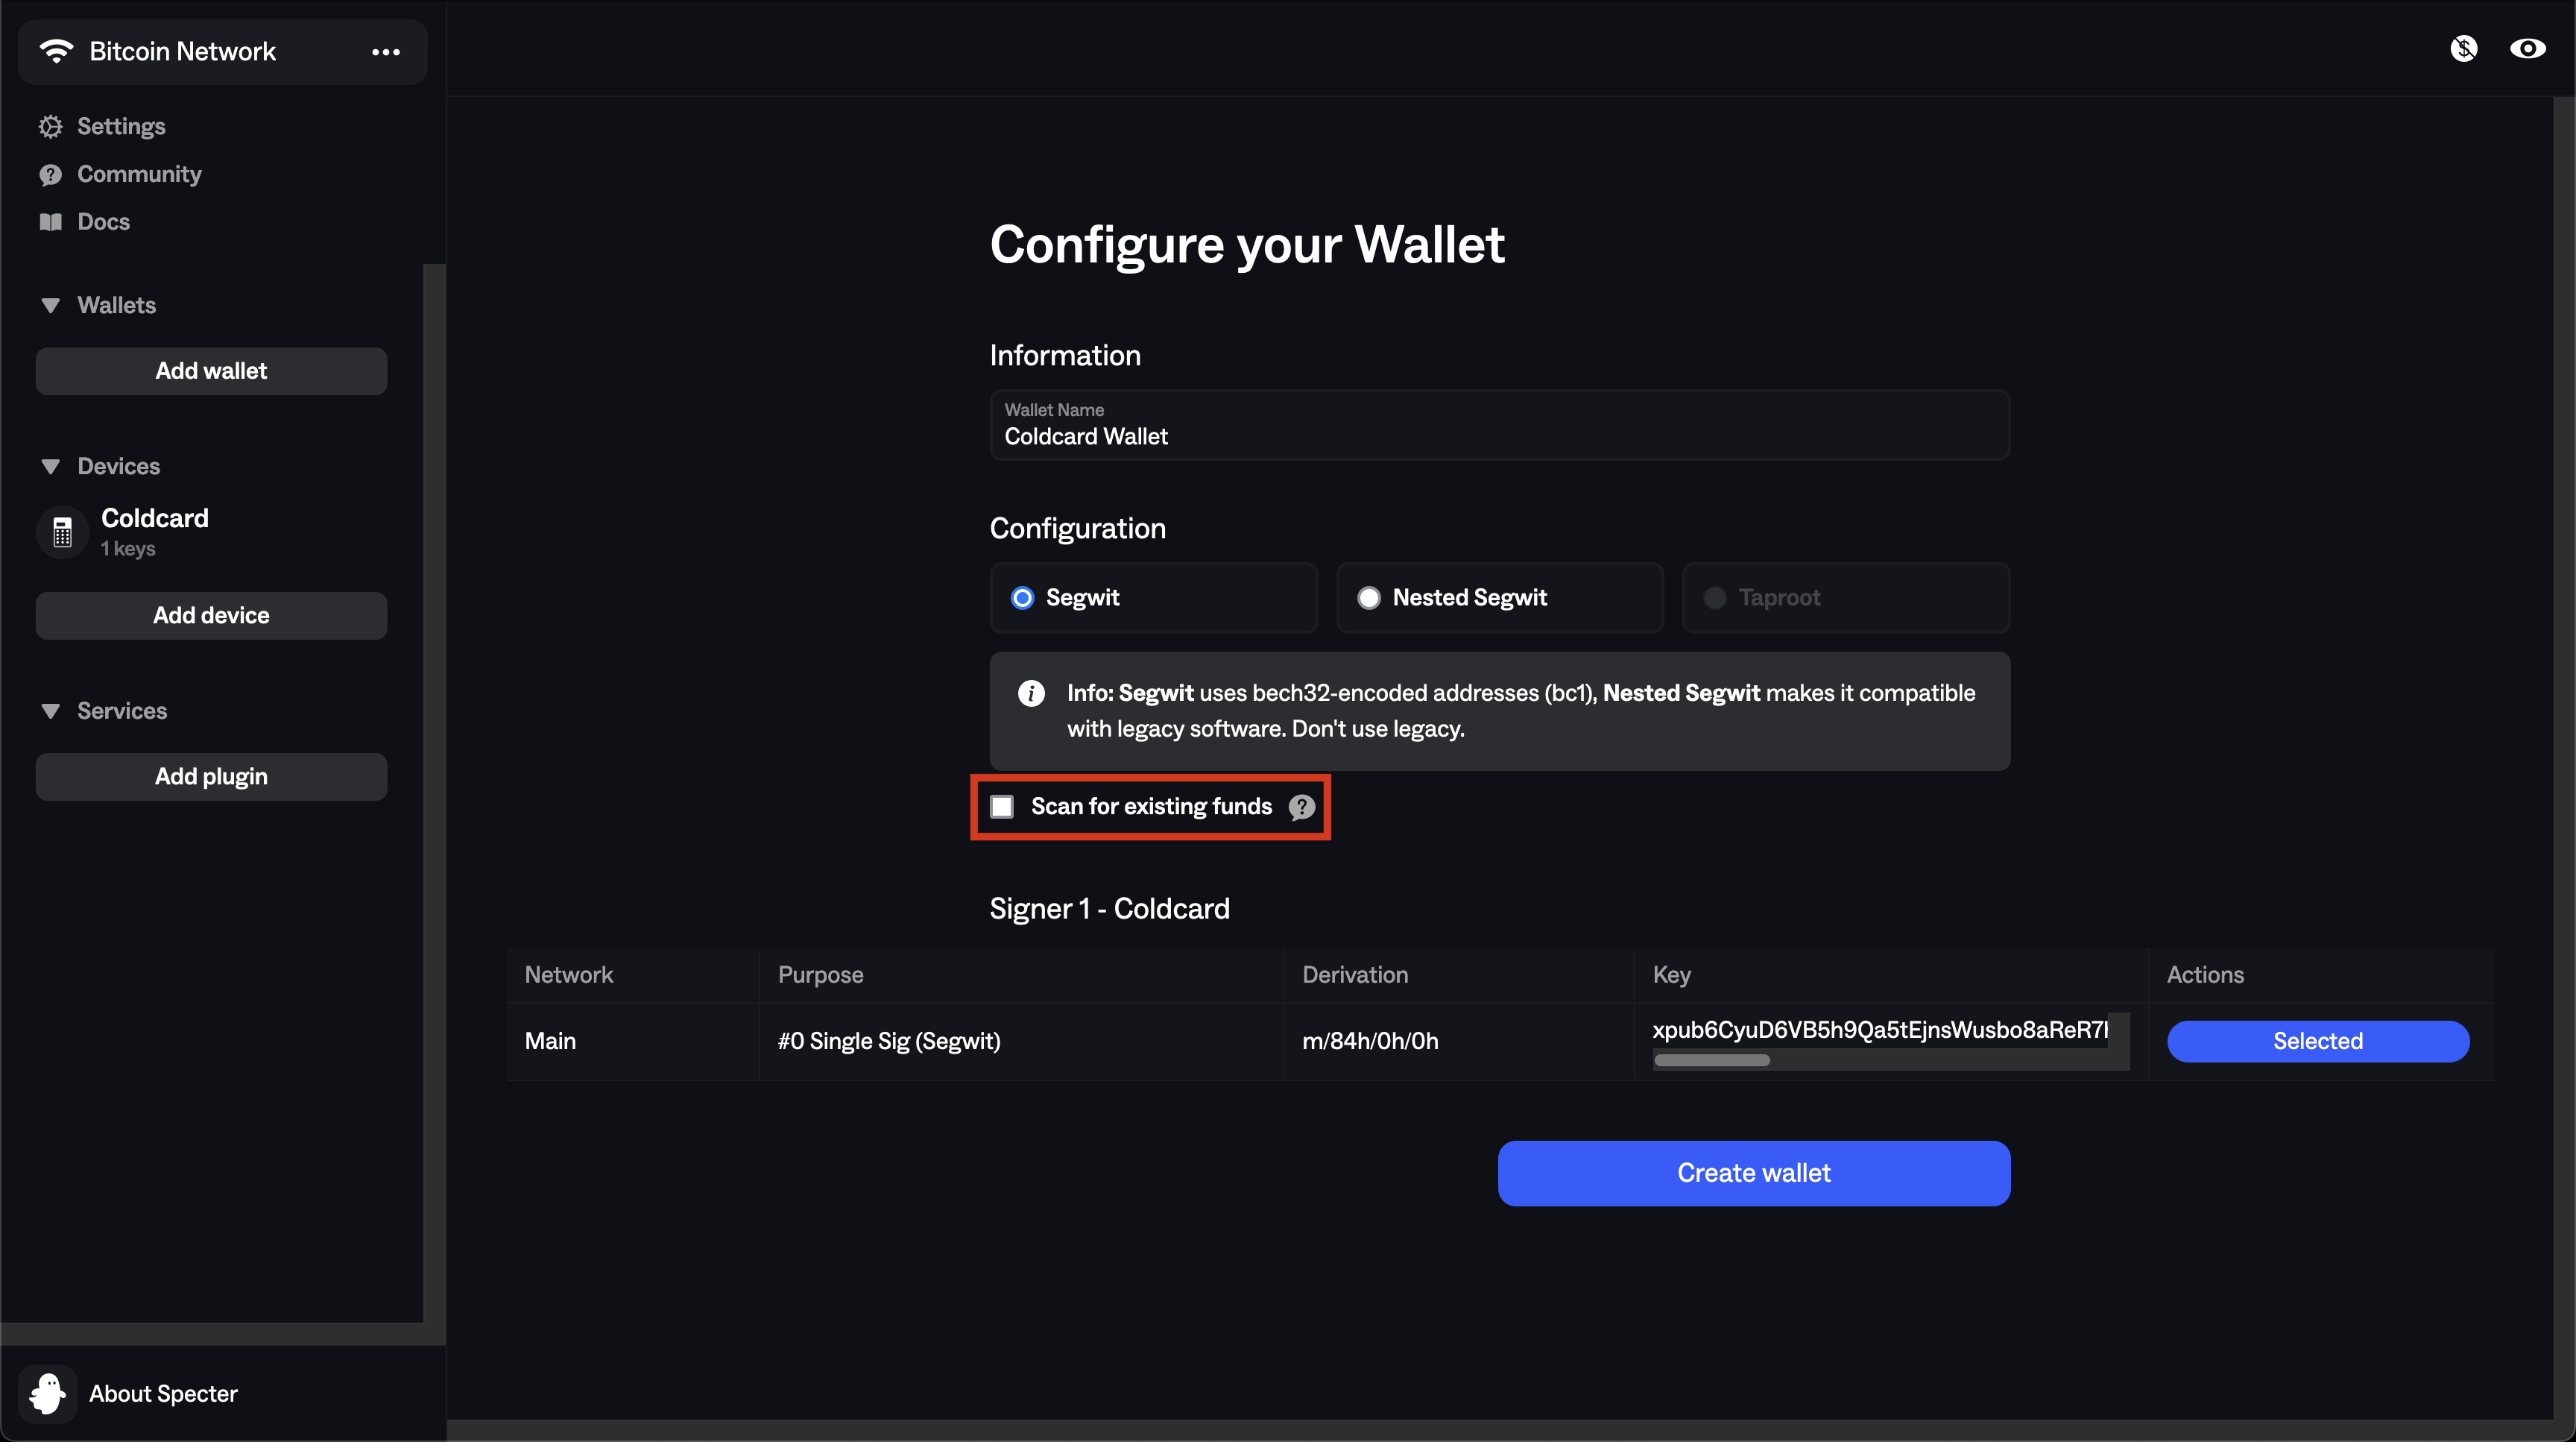 Bitcoin Network
Settings
Community
Docs
Wallets
Add wallet
Devices
Coldcard
1 keys
Add device
Services
Add plugin
About Specter
Configure your Wallet
Information
Wallet Name
Coldcard Wallet
Configuration
Segwit
Nested Segwit
Taproot
Info: Segwit uses bech32-encoded addresses (bc1), Nested Segwit makes it compatible
with legacy software. Don't use legacy.
Scan for existing funds
Signer 1 - Coldcard
Network Purpose Derivation Key Actions
Main #0 Single Sig (Segwit) m/84h/0h/0h xpub6CyuD6VB5h9Qa5tEjnsWusbo8aReR7 Selected
Create wallet